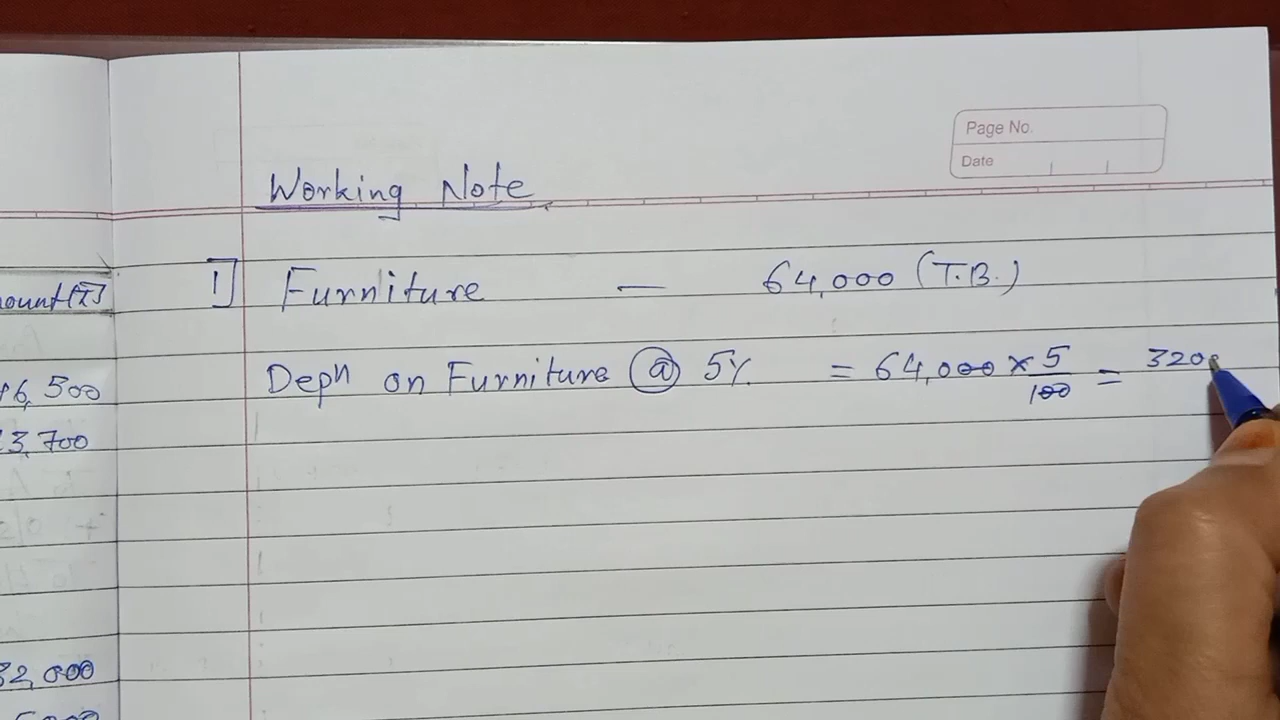 Page No.
Date
Working Note
1] Furniture — 64,000 (T.B.)
Depn on Furniture @ 5% = 64,000 × 5/100 = 3200
6,500
3,700
32,000